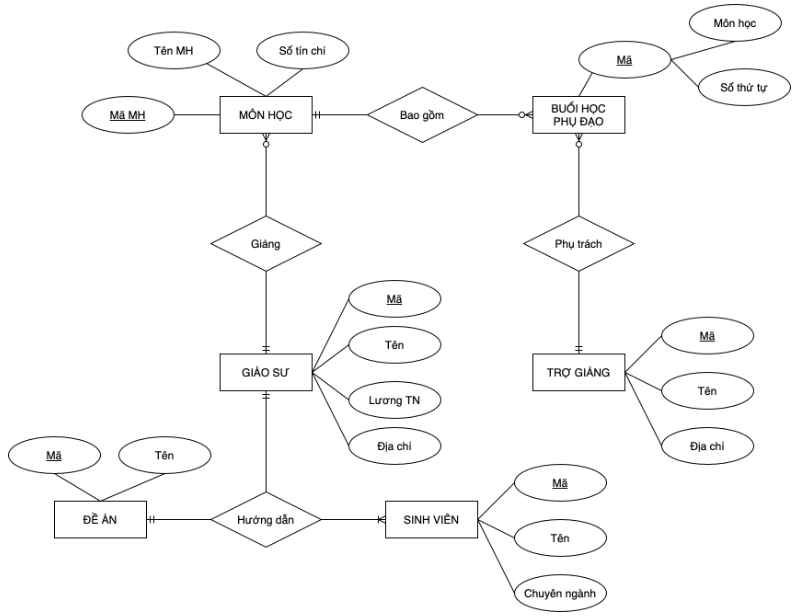 Môn học
Tên MH
Số tín chỉ
Mã
Số thứ tự
Mã MH
MÔN HỌC
Bao gồm
BUỔI HỌC
PHỤ ĐẠO
Giảng
Phụ trách
Mã
Tên
Mã
GIÁO SƯ
TRỢ GIẢNG
Tên
Lương TN
Địa chỉ
Địa chỉ
Mã
Tên
Mã
ĐỀ ÁN
Hướng dẫn
SINH VIÊN
Tên
Chuyên ngành